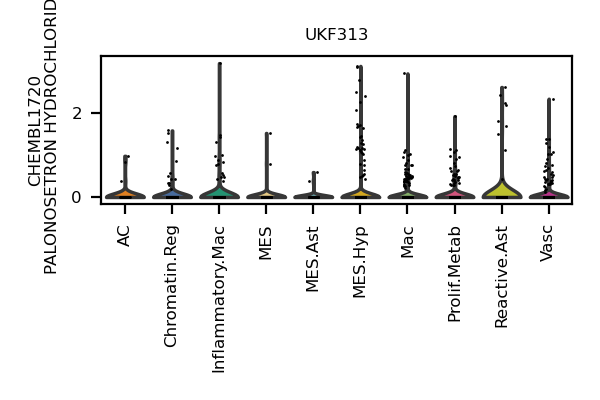 UKF313
CHEMBL1720
PALONOSETRON HYDROCHLORID
2
0
AC
Chromatin.Reg
Inflammatory.Mac
MES
MES.Ast
MES.Hyp
Mac
Prolif.Metab
Reactive.Ast
Vasc